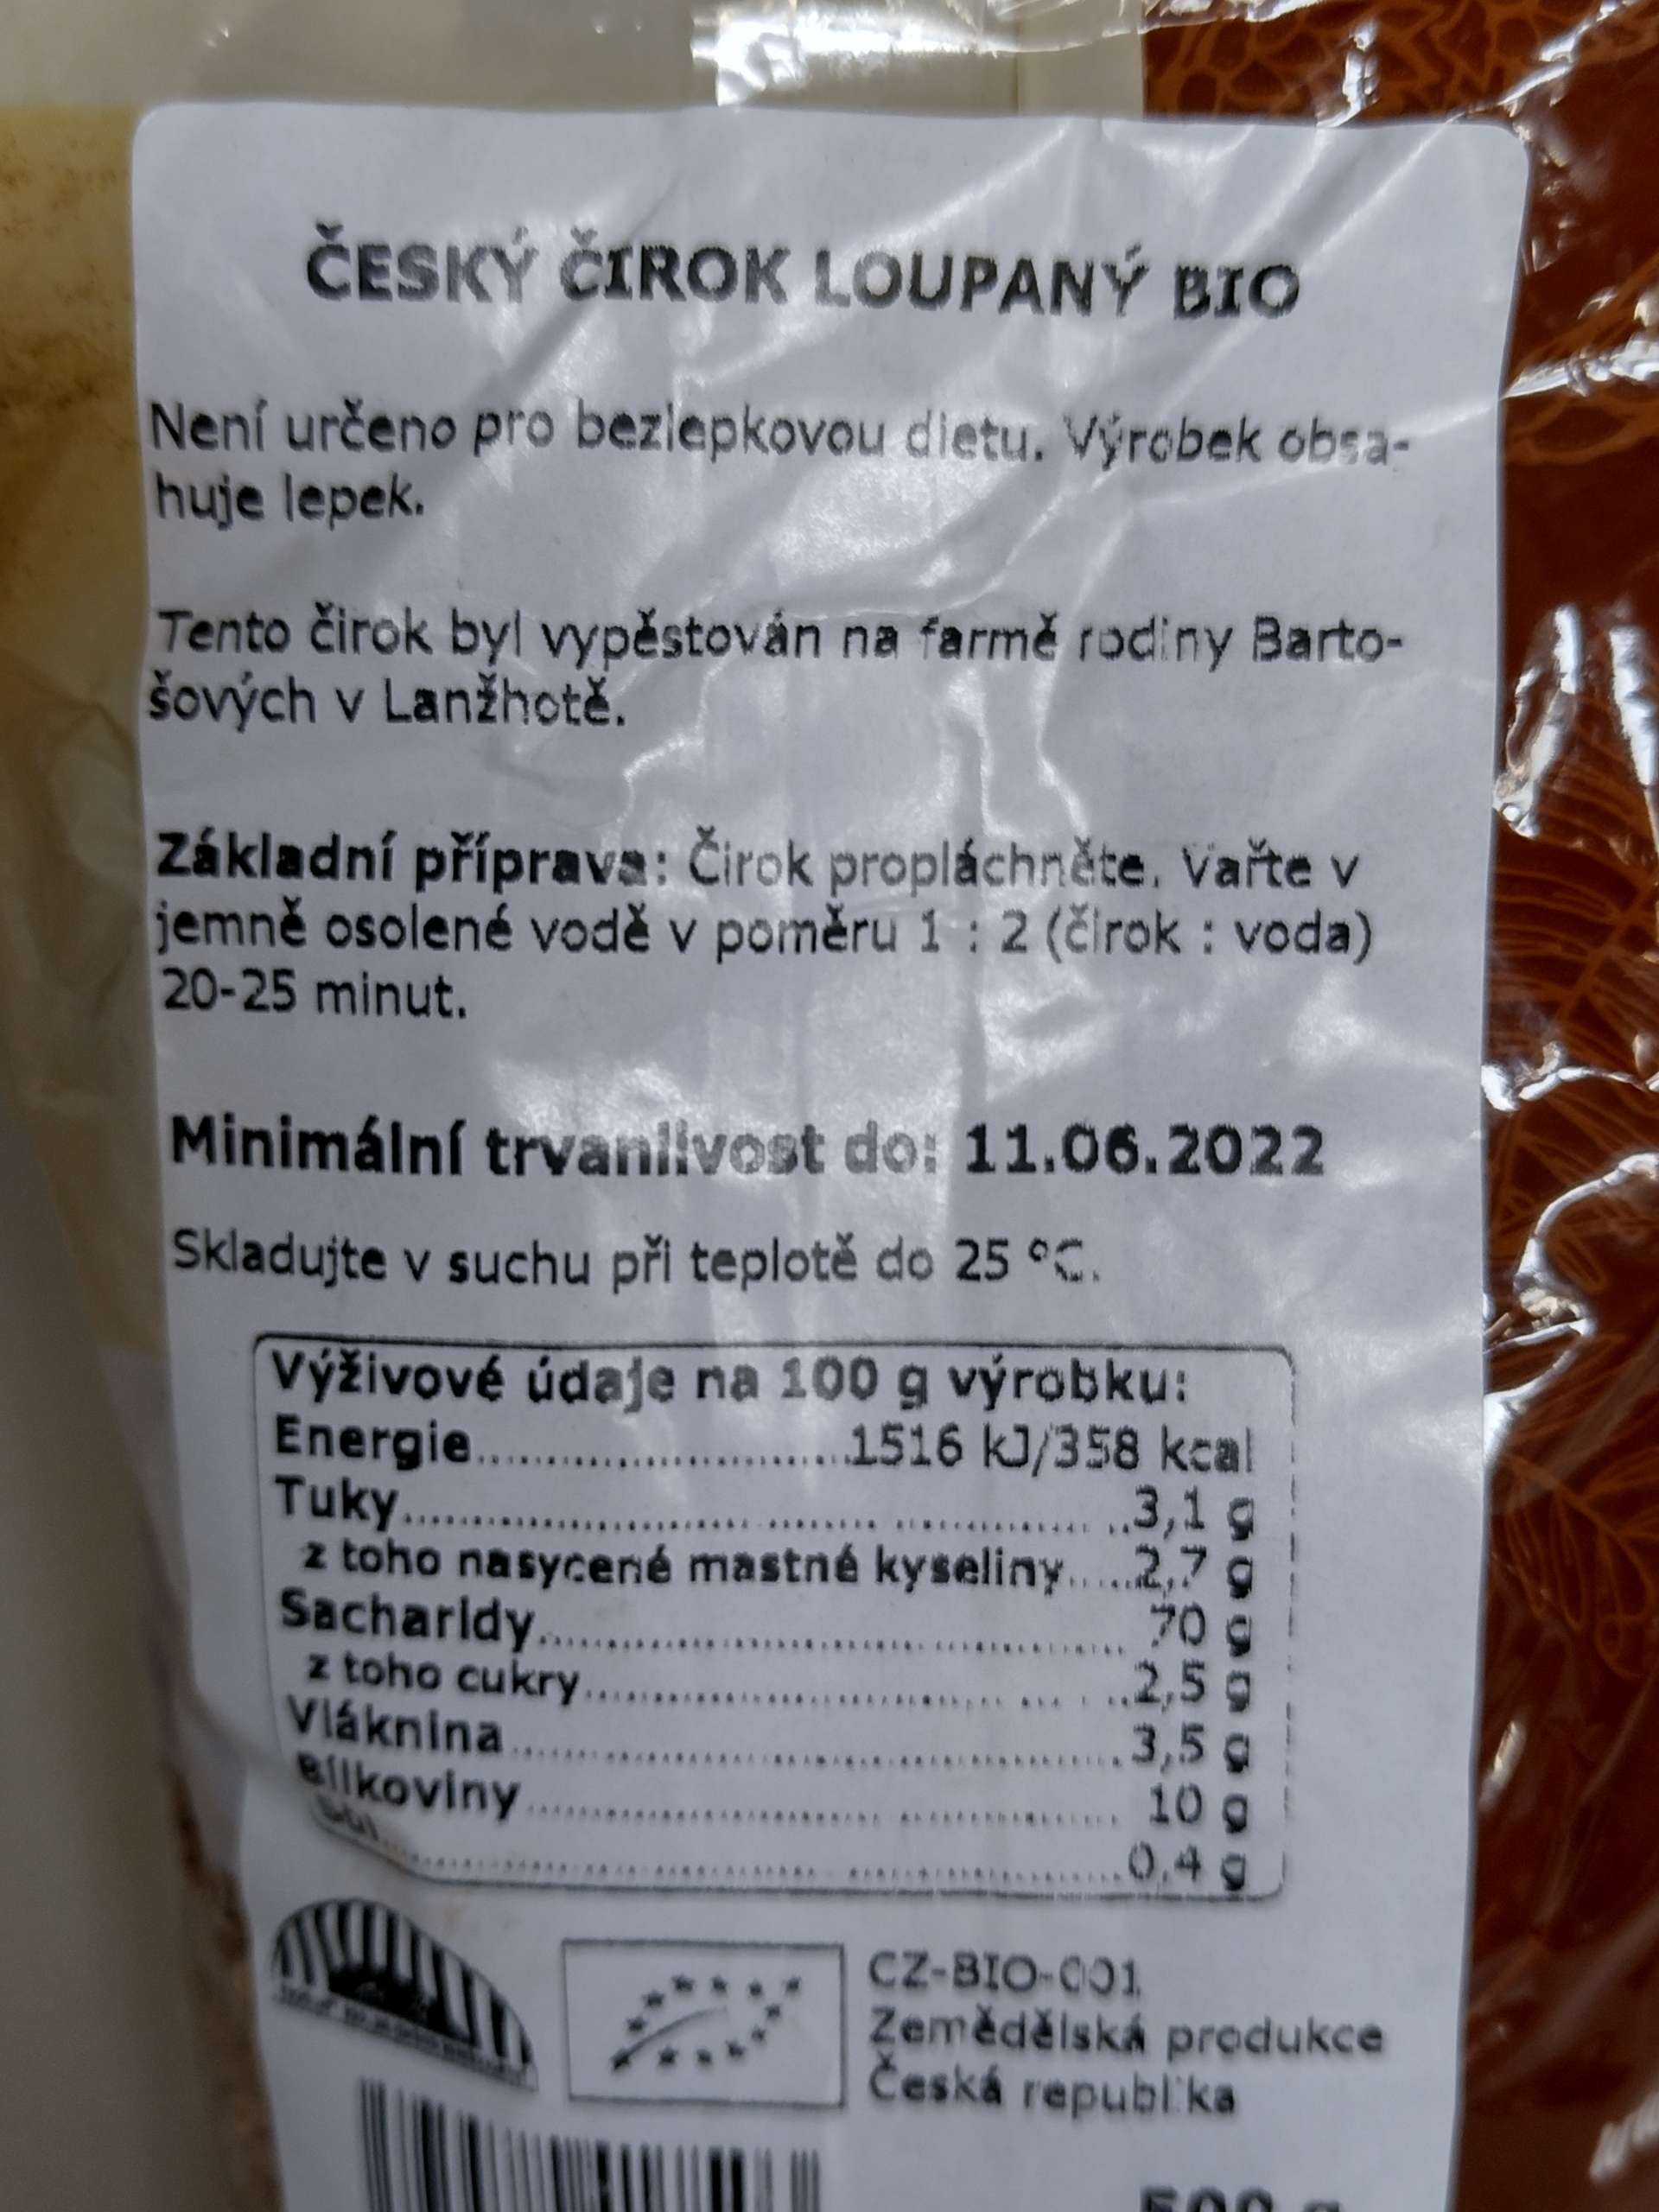 ČESKÝ ČIROK LOUPANÝ BIO
Není určeno pro bezlepkovou dietu. Výrobek obsa-
huje lepek.
Tento čirok byl vypěstován na farmě rodiny Barto-
šových v Lanžhotě.
Základní příprava: Čirok propláchněte. Vařte v
jemně osolené vodě v poměru 1 : 2 (čirok : voda)
20-25 minut.
Minimální trvanlivost do: 11.06.2022
Skladujte v suchu při teplotě do 25 °C.
Výživové údaje na 100 g výrobku:
Energie..............................1516 kJ/358 kcal
Tuky..................................................3,1 g
z toho nasycené mastné kyseliny......2,7 g
Sacharidy.......................................... 70 g
z toho cukry.....................................2,5 g
Vláknina...........................................3,5 g
Bílkoviny........................................... 10 g
Sůl....................................................0,4 g
CZ-BIO-001
Zemědělská produkce
Česká republika
500 g